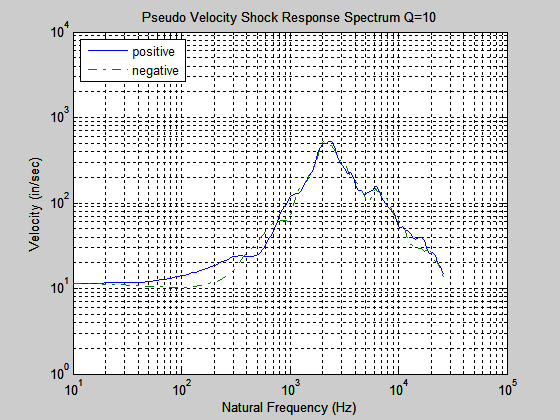 Pseudo Velocity Shock Response Spectrum Q=10
positive
negative
Velocity (in/sec)
10^4
10^3
10^2
10^1
10^0
10^1 10^2 10^3 10^4 10^5
Natural Frequency (Hz)